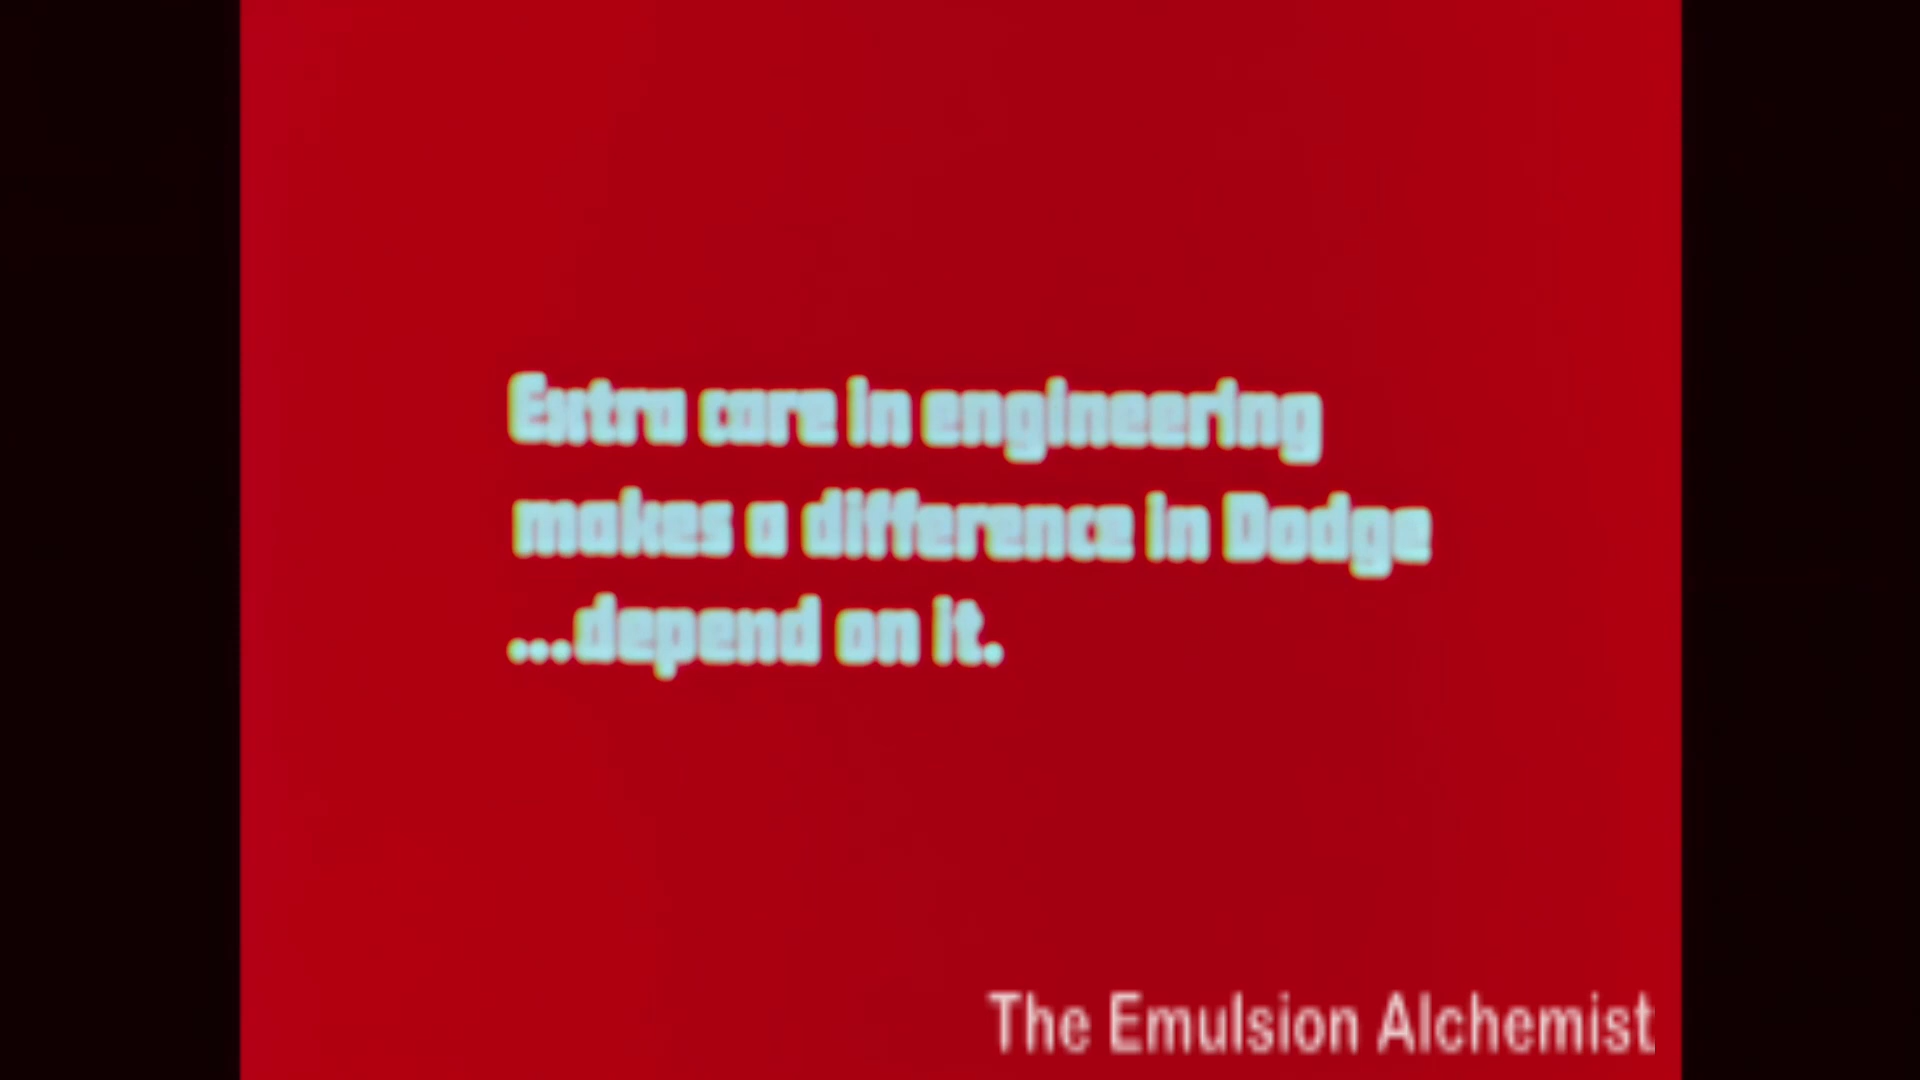 Extra care in engineering
makes a difference in Dodge
...depend on it.
The Emulsion Alchemist